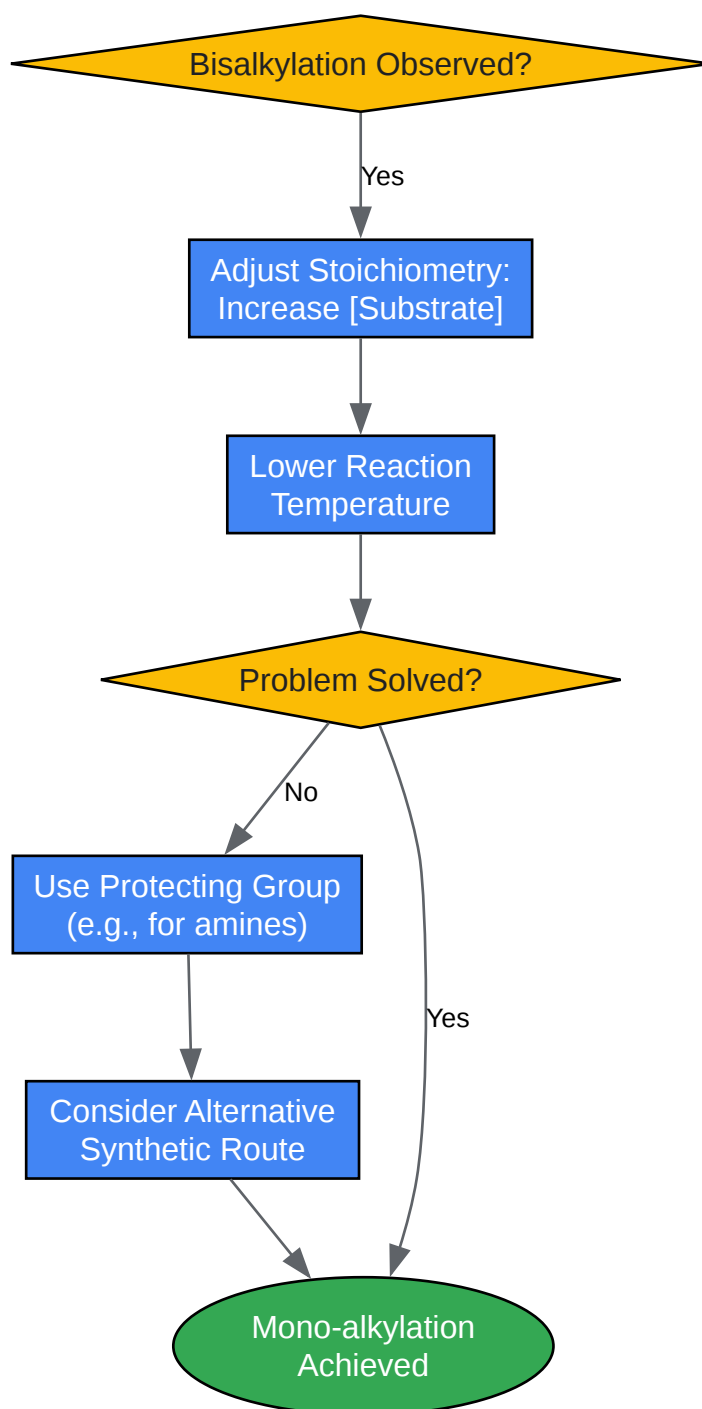 Bisalkylation Observed?
Yes
Adjust Stoichiometry:
Increase [Substrate]
Lower Reaction
Temperature
Problem Solved?
No
Use Protecting Group
(e.g., for amines)
Yes
Consider Alternative
Synthetic Route
Mono-alkylation
Achieved